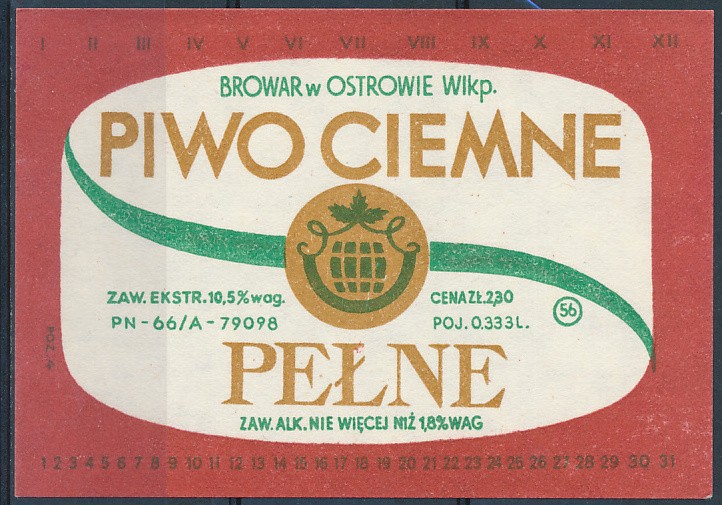 I II III IV V VI VII VIII IX X XI XII
BROWAR w OSTROWIE Wlkp.
PIWO CIEMNE
ZAW. EKSTR. 10,5% wag.
PN-66/A-79098
CENA ZŁ. 2,30
POJ. 0.333 L.
56
POZ. 4
PEŁNE
ZAW. ALK. NIE WIĘCEJ NIŻ 1,8% WAG
1 2 3 4 5 6 7 8 9 10 11 12 13 14 15 16 17 18 19 20 21 22 23 24 25 26 27 28 29 30 31